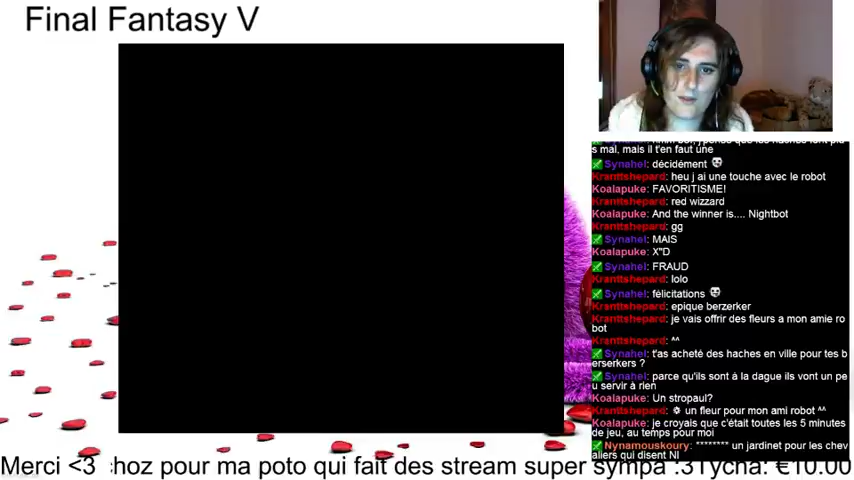 Final Fantasy V
s mal, mais il t'en faut une
Synahel: décidément
Kranttshepard: heu j ai une touche avec le robot
Koalapuke: FAVORITISME!
Kranttshepard: red wizzard
Koalapuke: And the winner is.... Nightbot
Kranttshepard: gg
Synahel: MAIS
Koalapuke: X"D
Synahel: FRAUD
Kranttshepard: lolo
Synahel: félicitations
Kranttshepard: epique berzerker
Kranttshepard: je vais offrir des fleurs a mon amie ro
bot
Kranttshepard: ^^
Synahel: t'as acheté des haches en ville pour tes b
erserkers ?
Synahel: parce qu'ils sont à la dague ils vont un pe
u servir à rien
Koalapuke: Un stropaul?
Kranttshepard: un fleur pour mon ami robot ^^
Koalapuke: je croyais que c'était toutes les 5 minutes
de jeu, au temps pour moi
Nynamouskoury: ******** un jardinet pour les chev
aliers qui disent NI
Merci <3 :hoz pour ma poto qui fait des stream super sympa :3Tycha: €10.00